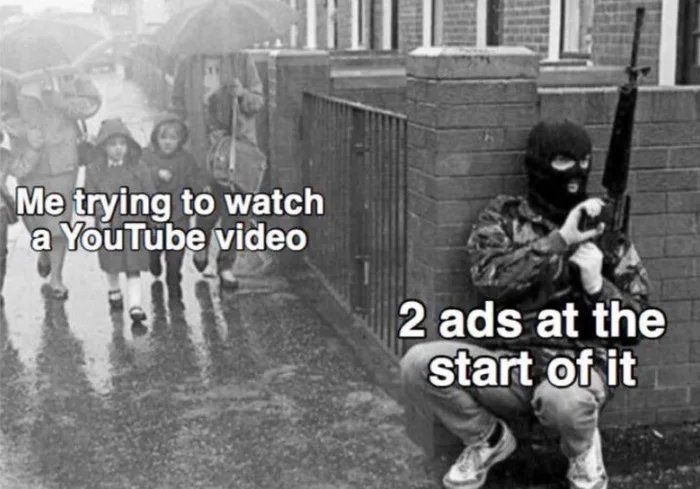 Me trying to watch
a YouTube video
2 ads at the
start of it